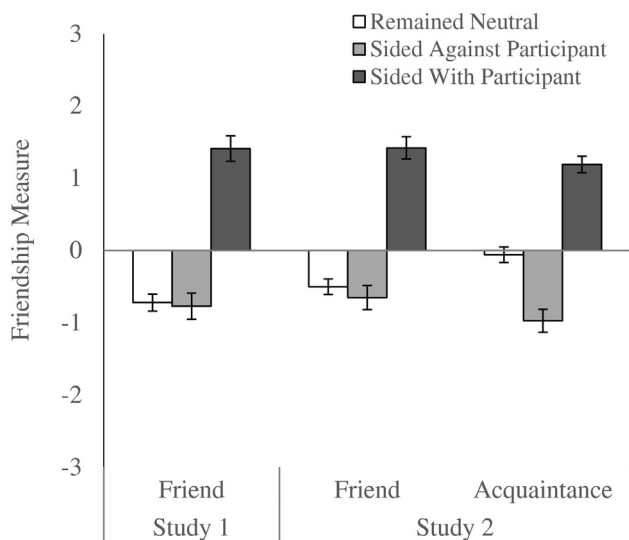 Remained Neutral
Sided Against Participant
Sided With Participant
Friendship Measure
3
2
1
0
-1
-2
-3
Friend Friend Acquaintance
Study 1 Study 2